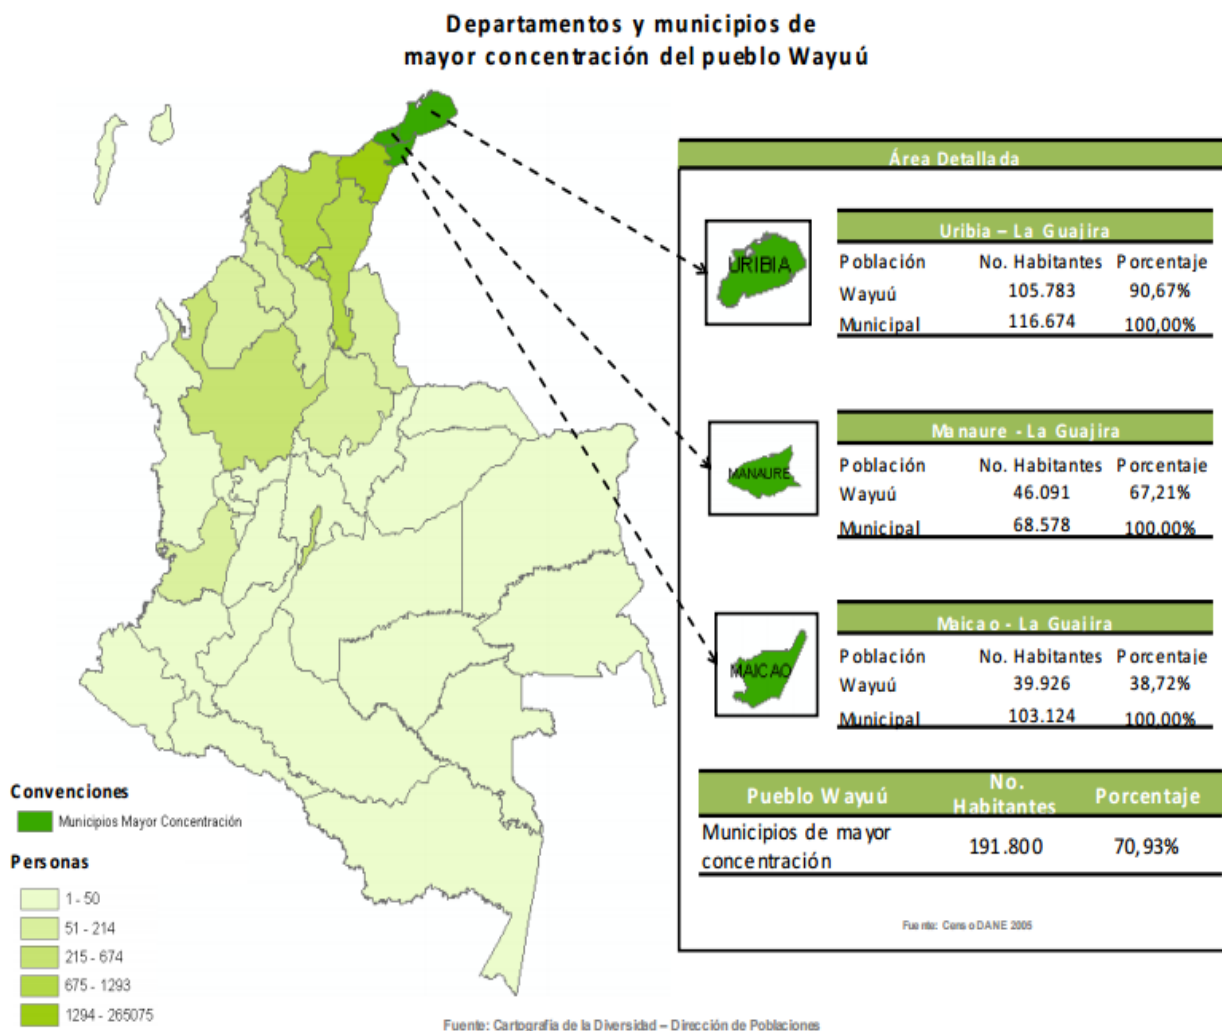 Departamentos y municipios de
mayor concentración del pueblo Wayuú
Área Detallada
URIBIA
Uribia – La Guajira
Población No. Habitantes Porcentaje
Wayuú 105.783 90,67%
Municipal 116.674 100,00%
MANAURE
Manaure - La Guajira
Población No. Habitantes Porcentaje
Wayuú 46.091 67,21%
Municipal 68.578 100,00%
MAICAO
Maicao - La Guajira
Población No. Habitantes Porcentaje
Wayuú 39.926 38,72%
Municipal 103.124 100,00%
Pueblo Wayuú No. Habitantes Porcentaje
Municipios de mayor
concentración 191.800 70,93%
Fuente: Censo DANE 2005
Convenciones
Municipios Mayor Concentración
Personas
1 - 50
51 - 214
215 - 674
675 - 1293
1294 - 265075
Fuente: Cartografía de la Diversidad – Dirección de Poblaciones